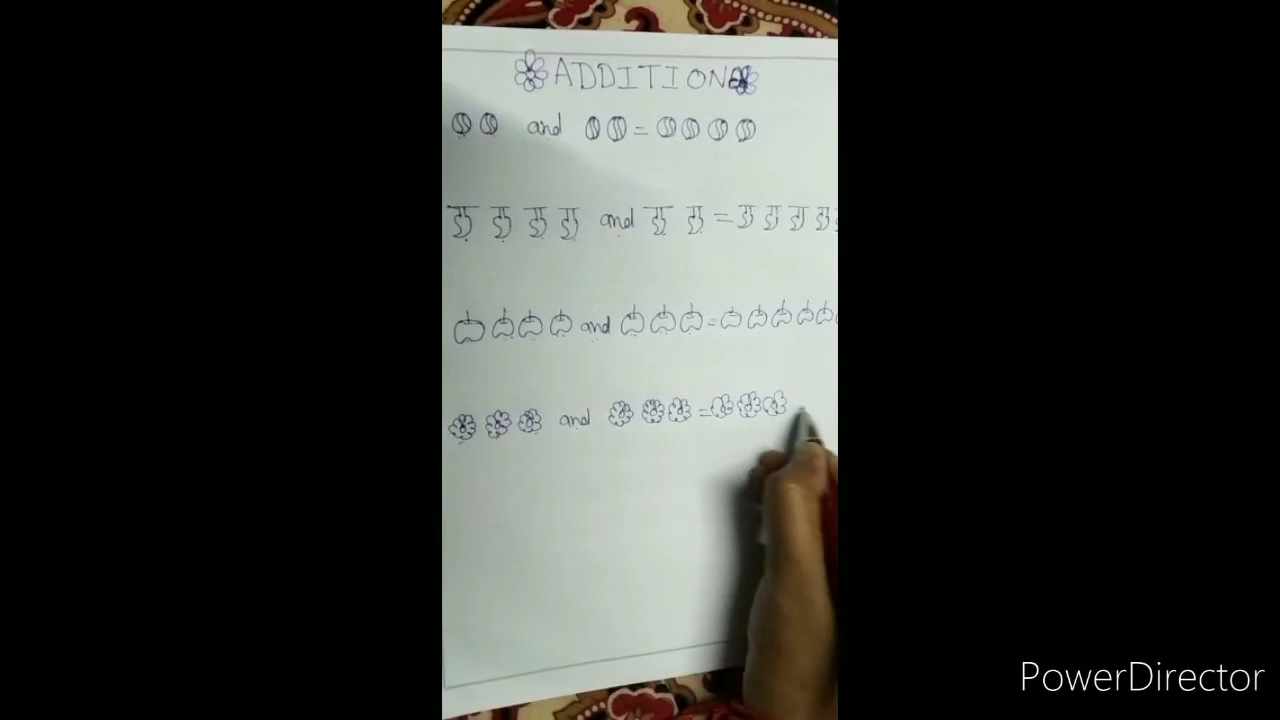 ADDITION
and =
and =
and =
and =
PowerDirector